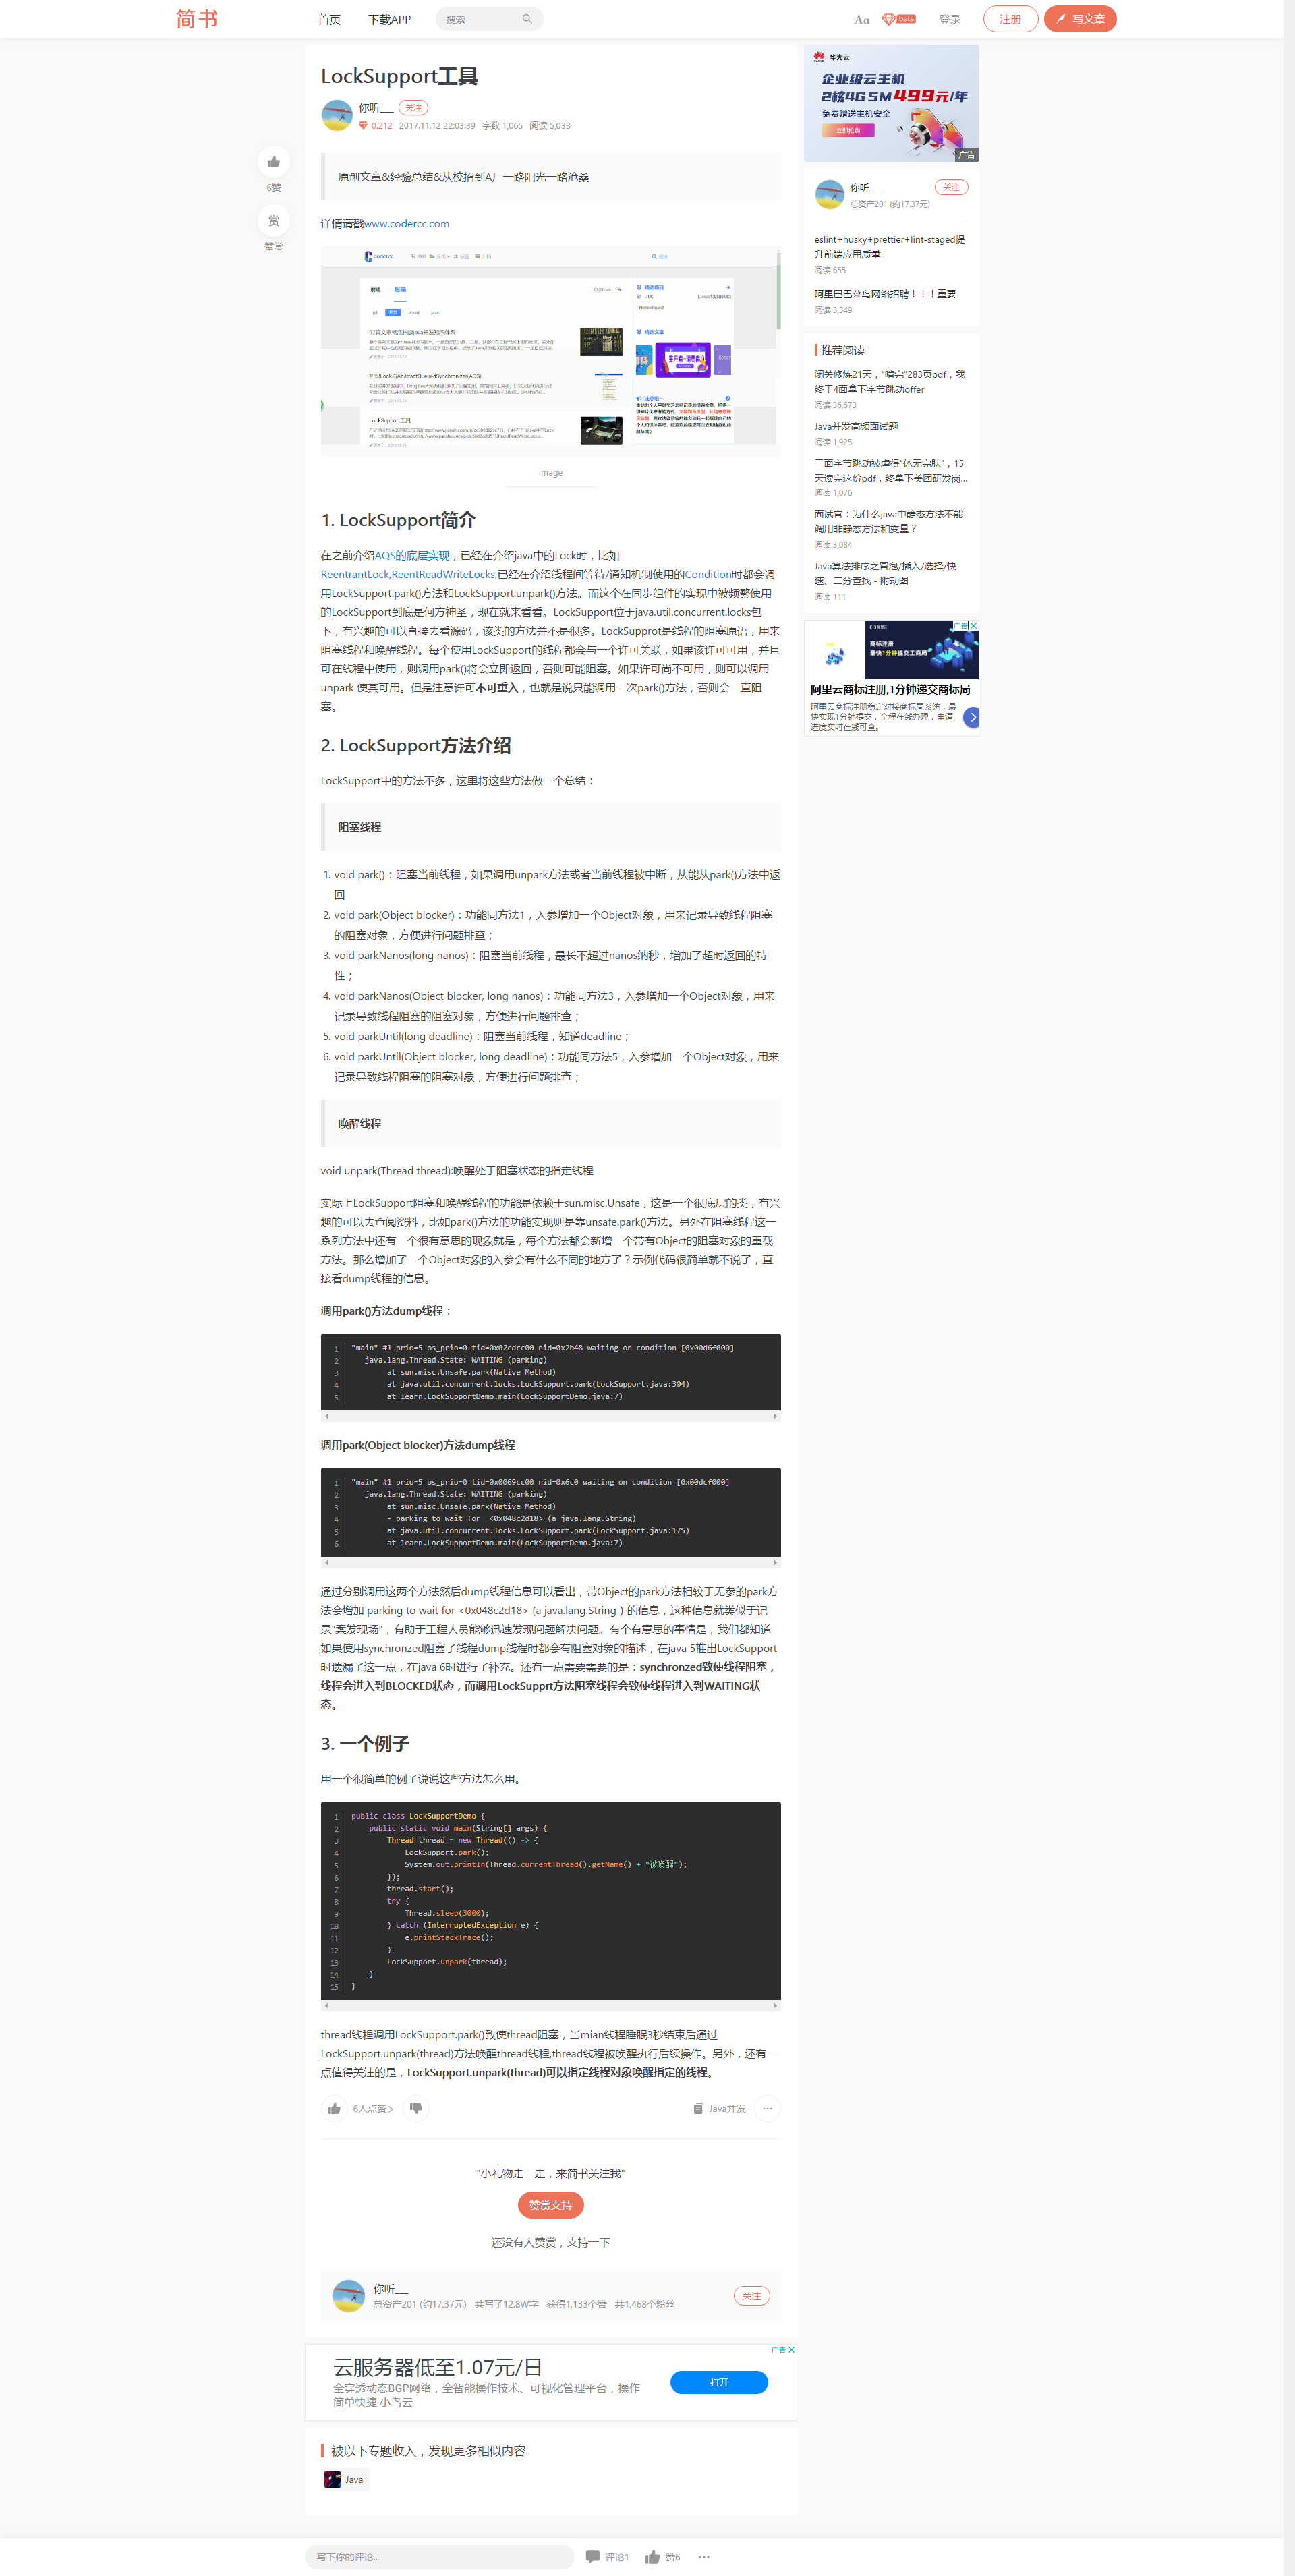 简书
首页
下载APP
搜索
Aa
beta
登录
注册
写文章
6赞
赏
赞赏
LockSupport工具
你听___
关注
0.212 2017.11.12 22:03:39 字数 1,065 阅读 5,038
原创文章&经验总结&从校招到A厂一路阳光一路沧桑
详情请戳www.codercc.com
codercc
LockSupport工具
image
1. LockSupport简介
在之前介绍AQS的底层实现，已经在介绍java中的Lock时，比如
ReentrantLock,ReentReadWriteLocks,已经在介绍线程间等待/通知机制使用的Condition时都会调
用LockSupport.park()方法和LockSupport.unpark()方法。而这个在同步组件的实现中被频繁使用
的LockSupport到底是何方神圣，现在就来看看。LockSupport位于java.util.concurrent.locks包
下，有兴趣的可以直接去看源码，该类的方法并不是很多。LockSupprot是线程的阻塞原语，用来
阻塞线程和唤醒线程。每个使用LockSupport的线程都会与一个许可关联，如果该许可可用，并且
可在线程中使用，则调用park()将会立即返回，否则可能阻塞。如果许可尚不可用，则可以调用
unpark 使其可用。但是注意许可不可重入，也就是说只能调用一次park()方法，否则会一直阻
塞。
2. LockSupport方法介绍
LockSupport中的方法不多，这里将这些方法做一个总结：
阻塞线程
1. void park()：阻塞当前线程，如果调用unpark方法或者当前线程被中断，从能从park()方法中返
回
2. void park(Object blocker)：功能同方法1，入参增加一个Object对象，用来记录导致线程阻塞
的阻塞对象，方便进行问题排查；
3. void parkNanos(long nanos)：阻塞当前线程，最长不超过nanos纳秒，增加了超时返回的特
性；
4. void parkNanos(Object blocker, long nanos)：功能同方法3，入参增加一个Object对象，用来
记录导致线程阻塞的阻塞对象，方便进行问题排查；
5. void parkUntil(long deadline)：阻塞当前线程，知道deadline；
6. void parkUntil(Object blocker, long deadline)：功能同方法5，入参增加一个Object对象，用来
记录导致线程阻塞的阻塞对象，方便进行问题排查；
唤醒线程
void unpark(Thread thread):唤醒处于阻塞状态的指定线程
实际上LockSupport阻塞和唤醒线程的功能是依赖于sun.misc.Unsafe，这是一个很底层的类，有兴
趣的可以去查阅资料，比如park()方法的功能实现则是靠unsafe.park()方法。另外在阻塞线程这一
系列方法中还有一个很有意思的现象就是，每个方法都会新增一个带有Object的阻塞对象的重载
方法。那么增加了一个Object对象的入参会有什么不同的地方了？示例代码很简单就不说了，直
接看dump线程的信息。
调用park()方法dump线程：
1 "main" #1 prio=5 os_prio=0 tid=0x02cdcc00 nid=0x2b48 waiting on condition [0x00d6f000]
2 java.lang.Thread.State: WAITING (parking)
3 at sun.misc.Unsafe.park(Native Method)
4 at java.util.concurrent.locks.LockSupport.park(LockSupport.java:304)
5 at learn.LockSupportDemo.main(LockSupportDemo.java:7)
调用park(Object blocker)方法dump线程
1 "main" #1 prio=5 os_prio=0 tid=0x0069cc00 nid=0x6c0 waiting on condition [0x00dcf000]
2 java.lang.Thread.State: WAITING (parking)
3 at sun.misc.Unsafe.park(Native Method)
4 - parking to wait for <0x048c2d18> (a java.lang.String)
5 at java.util.concurrent.locks.LockSupport.park(LockSupport.java:175)
6 at learn.LockSupportDemo.main(LockSupportDemo.java:7)
通过分别调用这两个方法然后dump线程信息可以看出，带Object的park方法相较于无参的park方
法会增加 parking to wait for <0x048c2d18> (a java.lang.String ) 的信息，这种信息就类似于记
录"案发现场"，有助于工程人员能够迅速发现问题解决问题。有个有意思的事情是，我们都知道
如果使用synchronzed阻塞了线程dump线程时都会有阻塞对象的描述，在java 5推出LockSupport
时遗漏了这一点，在java 6时进行了补充。还有一点需要需要的是：synchronzed致使线程阻塞，
线程会进入到BLOCKED状态，而调用LockSupprt方法阻塞线程会致使线程进入到WAITING状
态。
3. 一个例子
用一个很简单的例子说说这些方法怎么用。
1 public class LockSupportDemo {
2 public static void main(String[] args) {
3 Thread thread = new Thread(() -> {
4 LockSupport.park();
5 System.out.println(Thread.currentThread().getName() + "被唤醒");
6 });
7 thread.start();
8 try {
9 Thread.sleep(3000);
10 } catch (InterruptedException e) {
11 e.printStackTrace();
12 }
13 LockSupport.unpark(thread);
14 }
15 }
thread线程调用LockSupport.park()致使thread阻塞，当mian线程睡眠3秒结束后通过
LockSupport.unpark(thread)方法唤醒thread线程,thread线程被唤醒执行后续操作。另外，还有一
点值得关注的是，LockSupport.unpark(thread)可以指定线程对象唤醒指定的线程。
6人点赞>
Java并发
"小礼物走一走，来简书关注我"
赞赏支持
还没有人赞赏，支持一下
你听___
总资产201 (约17.37元) 共写了12.8W字 获得1,133个赞 共1,468个粉丝
关注
广告
云服务器低至1.07元/日
全穿透动态BGP网络，全智能操作技术、可视化管理平台，操作
简单快捷 小鸟云
打开
被以下专题收入，发现更多相似内容
Java
写下你的评论...
评论1
赞6
华为云
企业级云主机
2核4G 5M 499元/年
免费赠送主机安全
立即抢购
广告
你听___
关注
总资产201 (约17.37元)
eslint+husky+prettier+lint-staged提
升前端应用质量
阅读 655
阿里巴巴菜鸟网络招聘！！！重要
阅读 3,349
推荐阅读
闭关修炼21天，"啃完"283页pdf，我
终于4面拿下字节跳动offer
阅读 36,673
Java并发高频面试题
阅读 1,925
三面字节跳动被虐得"体无完肤"，15
天读完这份pdf，终拿下美团研发岗...
阅读 1,076
面试官：为什么java中静态方法不能
调用非静态方法和变量？
阅读 3,084
Java算法排序之冒泡/插入/选择/快
速、二分查找 - 附动图
阅读 111
广告
商标注册
最快1分钟提交工商局
阿里云商标注册,1分钟递交商标局
阿里云商标注册稳定对接商标局系统，最
快实现1分钟提交，全程在线办理，申请
进度实时在线可查。